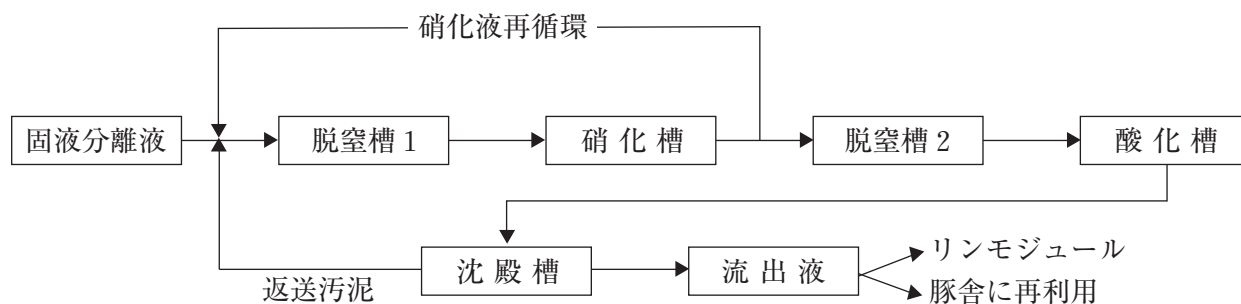 硝化液再循環
固液分離液
脱窒槽1
硝化槽
脱窒槽2
酸化槽
返送汚泥
沈殿槽
流出液
リンモジュール
豚舎に再利用